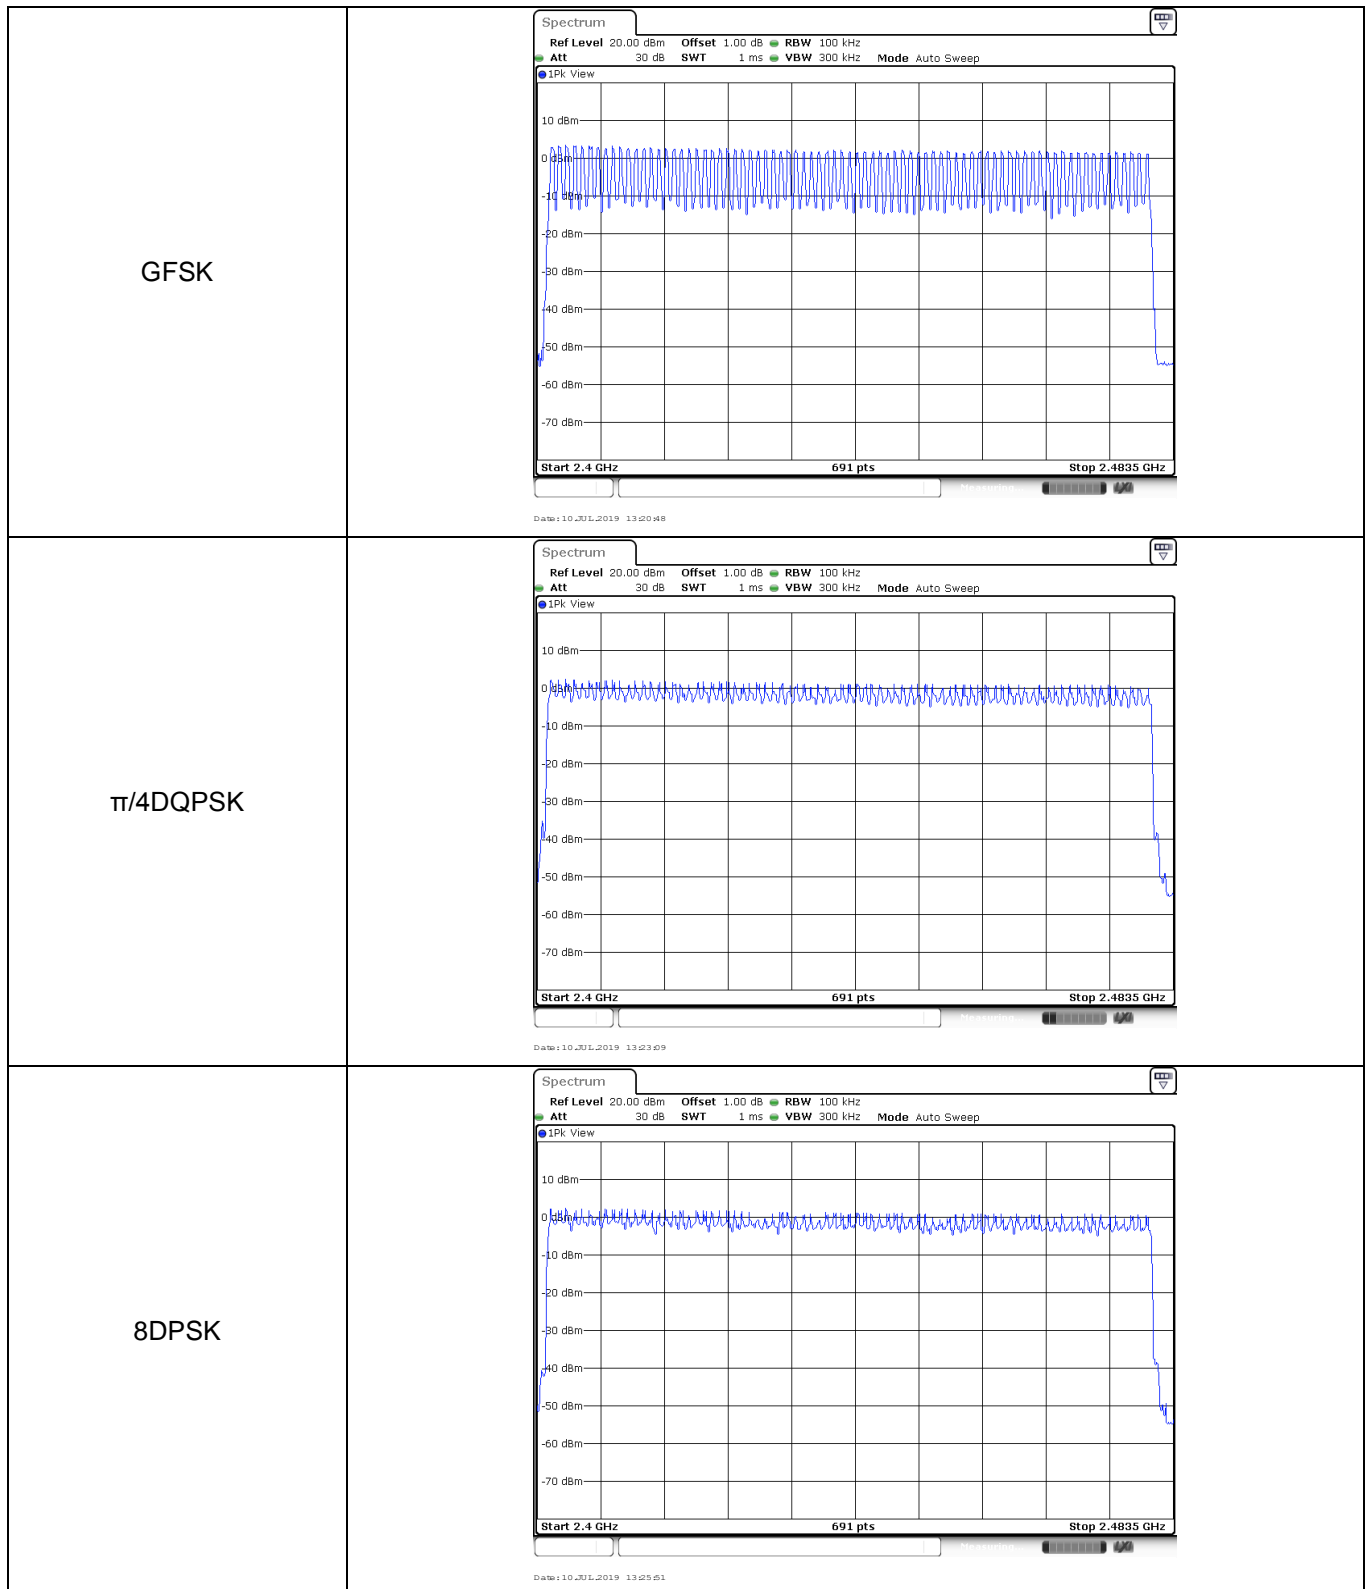 GFSK
Spectrum
Ref Level 20.00 dBm Offset 1.00 dB RBW 100 kHz
Att 30 dB SWT 1 ms VBW 300 kHz Mode Auto Sweep
1Pk View
10 dBm
0 dBm
-10 dBm
-20 dBm
-30 dBm
-40 dBm
-50 dBm
-60 dBm
-70 dBm
Start 2.4 GHz 691 pts Stop 2.4835 GHz
Measuring...
Date: 10.JUL.2019 13:20:48
π/4DQPSK
Spectrum
Ref Level 20.00 dBm Offset 1.00 dB RBW 100 kHz
Att 30 dB SWT 1 ms VBW 300 kHz Mode Auto Sweep
1Pk View
10 dBm
0 dBm
-10 dBm
-20 dBm
-30 dBm
-40 dBm
-50 dBm
-60 dBm
-70 dBm
Start 2.4 GHz 691 pts Stop 2.4835 GHz
Measuring...
Date: 10.JUL.2019 13:23:09
8DPSK
Spectrum
Ref Level 20.00 dBm Offset 1.00 dB RBW 100 kHz
Att 30 dB SWT 1 ms VBW 300 kHz Mode Auto Sweep
1Pk View
10 dBm
0 dBm
-10 dBm
-20 dBm
-30 dBm
-40 dBm
-50 dBm
-60 dBm
-70 dBm
Start 2.4 GHz 691 pts Stop 2.4835 GHz
Measuring...
Date: 10.JUL.2019 13:25:51